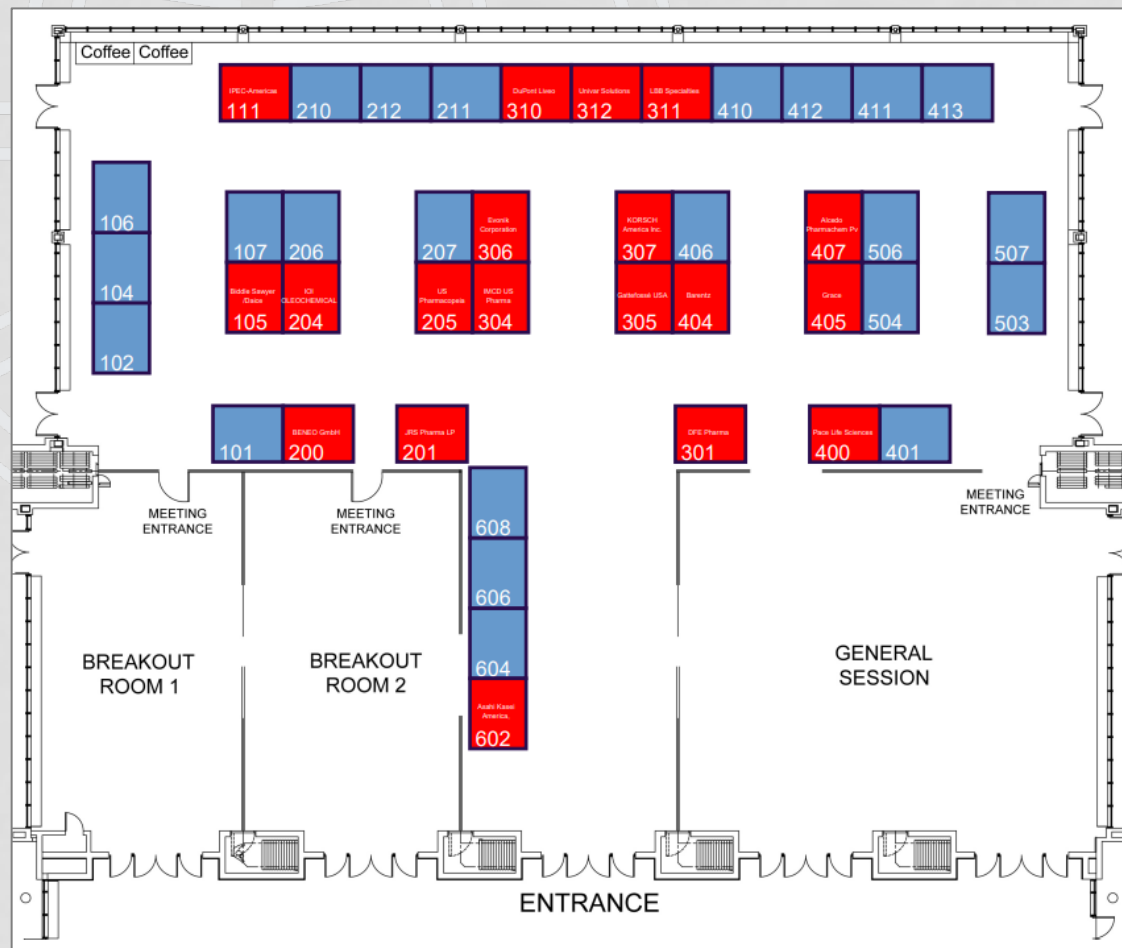 Coffee Coffee
IPEC-Americas
111
210
212
211
DuPont Liveo
310
Univar Solutions
312
LBB Specialties
311
410
412
411
413
106
104
102
107
206
Biddle Sawyer
/Daice
105
IOI
OLEOCHEMICAL
204
207
Evonik
Corporation
306
US
Pharmacopeia
205
IMCD US
Pharma
304
KORSCH
America Inc.
307
406
Gattefossé USA
305
Barentz
404
Aicado
Pharmachem Pv
407
506
Grace
405
504
507
503
101
BENEO GmbH
200
JRS Pharma LP
201
DFE Pharma
301
Pace Life Sciences
400
401
MEETING
ENTRANCE
MEETING
ENTRANCE
MEETING
ENTRANCE
608
606
604
Asahi Kasei
America,
602
BREAKOUT
ROOM 1
BREAKOUT
ROOM 2
GENERAL
SESSION
ENTRANCE